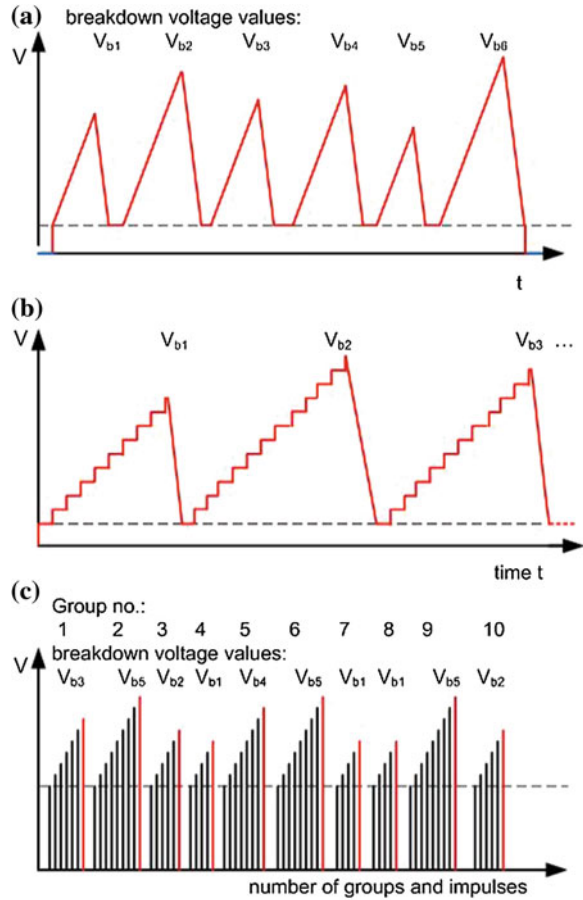 (a) breakdown voltage values:
V Vb1 Vb2 Vb3 Vb4 Vb5 Vb6
t
(b)
V Vb1 Vb2 Vb3 ...
time t
(c)
Group no.:
1 2 3 4 5 6 7 8 9 10
V breakdown voltage values:
Vb3 Vb5 Vb2 Vb1 Vb4 Vb5 Vb1 Vb1 Vb5 Vb2
number of groups and impulses